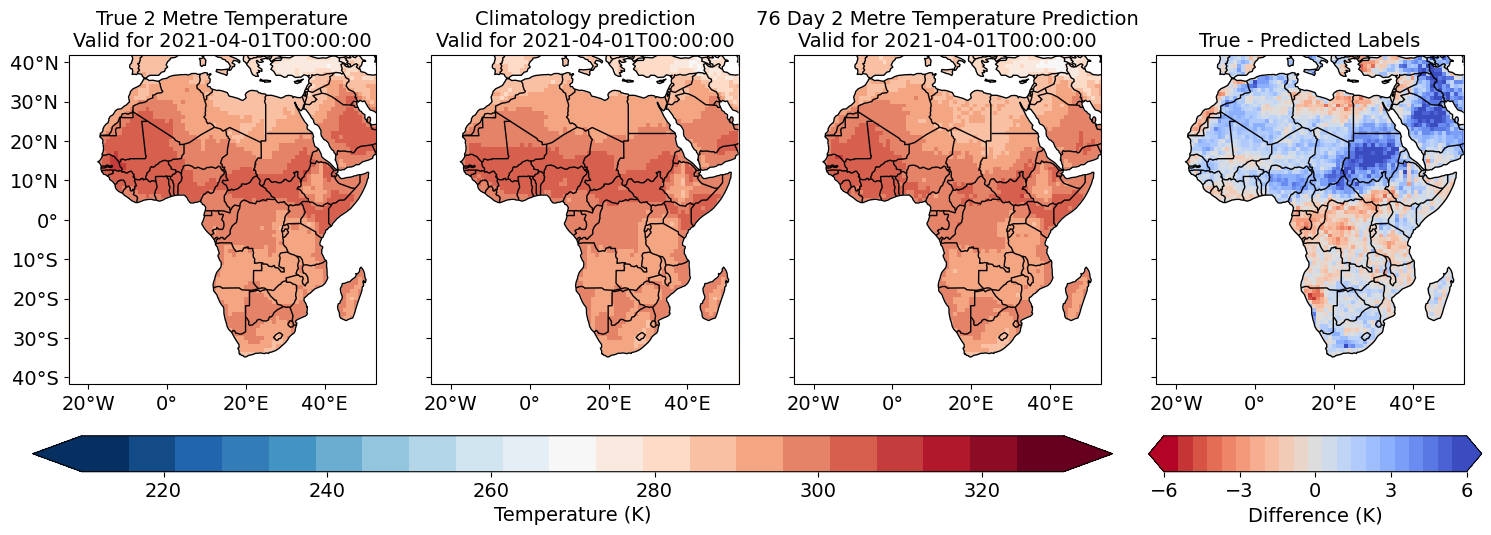 True 2 Metre Temperature
Valid for 2021-04-01T00:00:00
Climatology prediction
Valid for 2021-04-01T00:00:00
76 Day 2 Metre Temperature Prediction
Valid for 2021-04-01T00:00:00
True - Predicted Labels
40°N
30°N
20°N
10°N
0°
10°S
20°S
30°S
40°S
20°W 0° 20°E 40°E
20°W 0° 20°E 40°E
20°W 0° 20°E 40°E
20°W 0° 20°E 40°E
220 240 260 280 300 320
Temperature (K)
−6 −3 0 3 6
Difference (K)